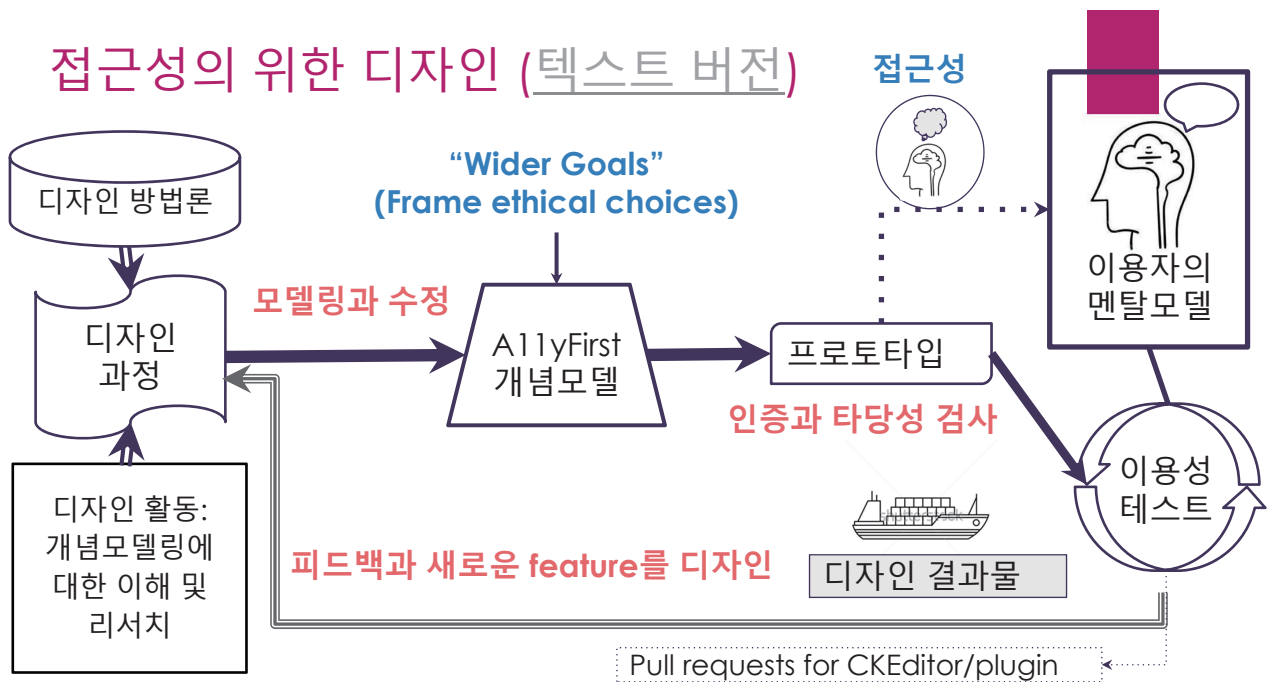 접근성의 위한 디자인 (텍스트 버전)
접근성
디자인 방법론
“Wider Goals”
(Frame ethical choices)
이용자의
멘탈모델
모델링과 수정
디자인
과정
A11yFirst
개념모델
프로토타입
인증과 타당성 검사
이용성
테스트
디자인 활동:
개념모델링에
대한 이해 및
리서치
피드백과 새로운 feature를 디자인
디자인 결과물
Pull requests for CKEditor/plugin